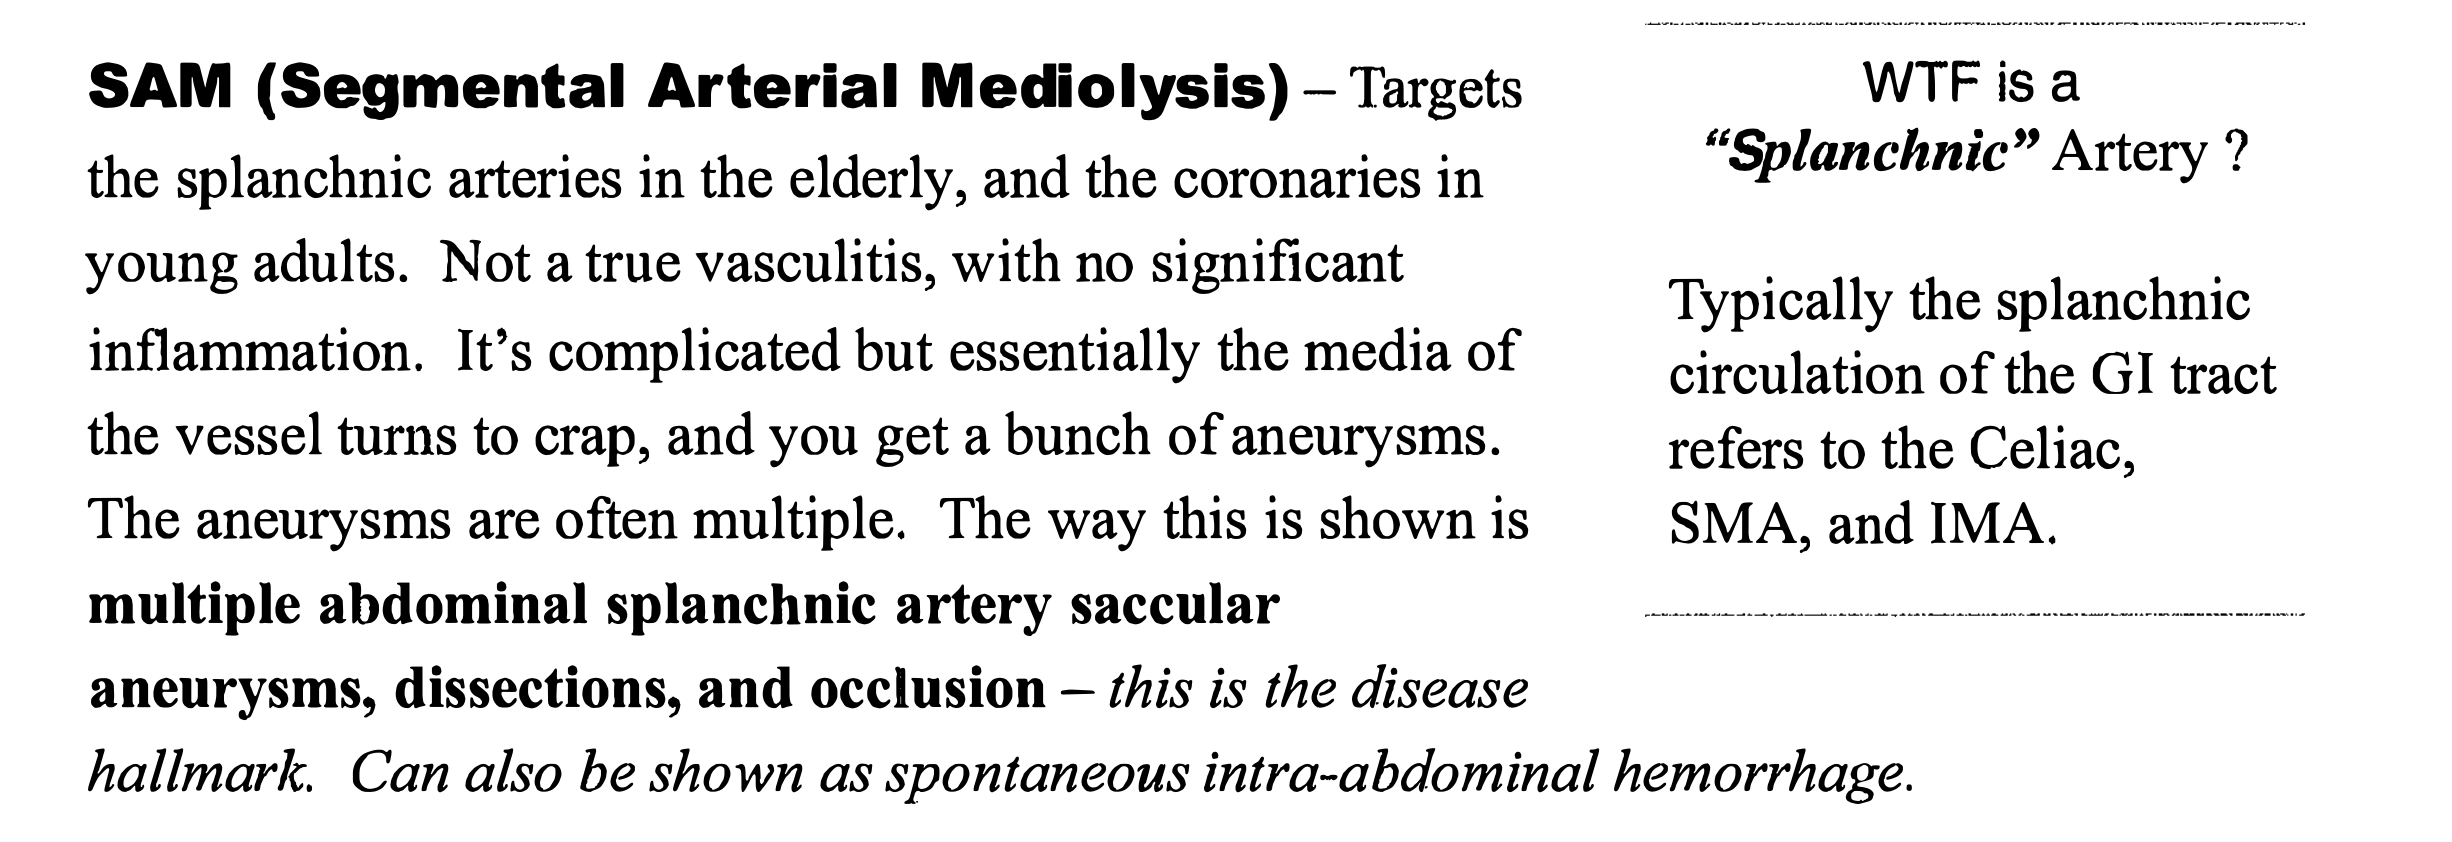 SAM (Segmental Arterial Mediolysis) – Targets
the splanchnic arteries in the elderly, and the coronaries in
young adults. Not a true vasculitis, with no significant
inflammation. It’s complicated but essentially the media of
the vessel turns to crap, and you get a bunch of aneurysms.
The aneurysms are often multiple. The way this is shown is
multiple abdominal splanchnic artery saccular
aneurysms, dissections, and occlusion – this is the disease
hallmark. Can also be shown as spontaneous intra-abdominal hemorrhage.
WTF is a
“Splanchnic” Artery ?
Typically the splanchnic
circulation of the GI tract
refers to the Celiac,
SMA, and IMA.